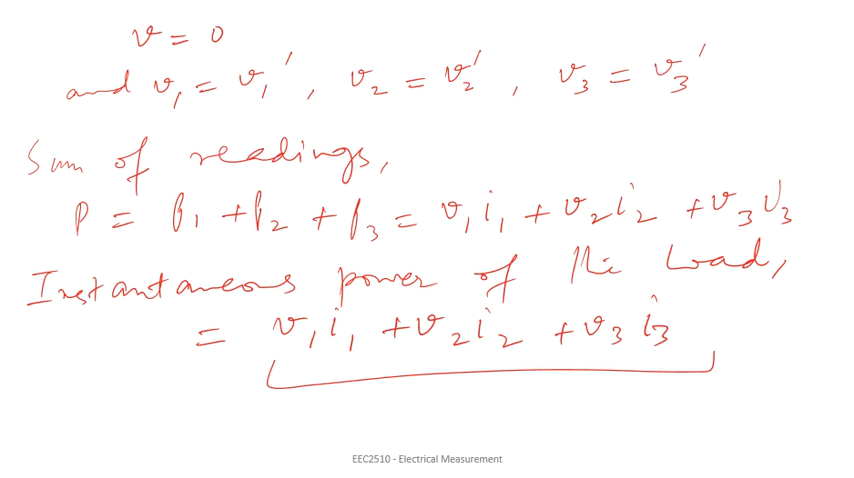 v = 0
and v₁ = v₁', v₂ = v₂', v₃ = v₃'
Sum of readings,
P = p₁ + p₂ + p₃ = v₁i₁ + v₂i₂ + v₃i₃
Instantaneous power of the load,
= v₁i₁ + v₂i₂ + v₃i₃
EEC2510 - Electrical Measurement